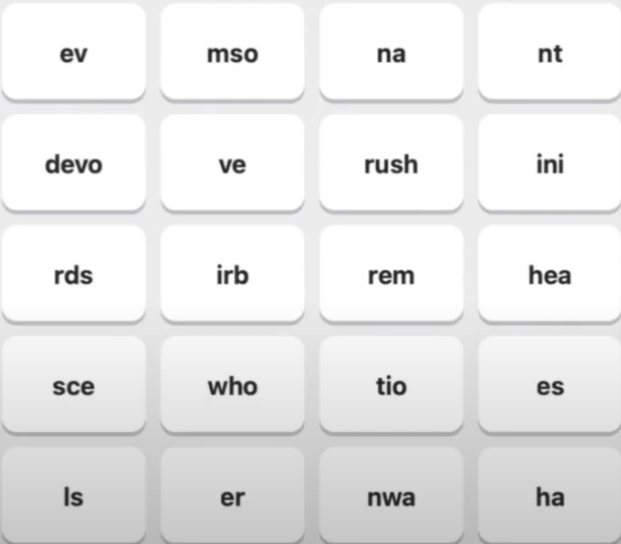 ev mso na nt
devo ve rush ini
rds irb rem hea
sce who tio es
ls er nwa ha